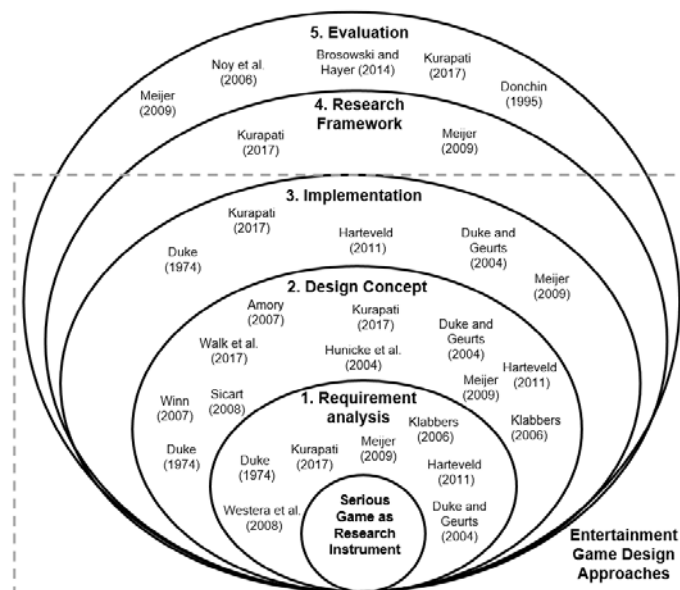 5. Evaluation
Noy et al.
(2006)
Brosowski and
Hayer (2014)
Kurapati
(2017)
Meijer
(2009)
Donchin
(1995)
4. Research
Framework
Kurapati
(2017)
Meijer
(2009)
3. Implementation
Kurapati
(2017)
Duke
(1974)
Harteveld
(2011)
Duke and
Geurts
(2004)
Meijer
(2009)
2. Design Concept
Amory
(2007)
Kurapati
(2017)
Duke and
Geurts
(2004)
Walk et al.
(2017)
Hunicke et al.
(2004)
Harteveld
(2011)
Meijer
(2009)
Winn
(2007)
Sicart
(2008)
Klabbers
(2006)
Duke
(1974)
1. Requirement
analysis
Klabbers
(2006)
Duke
(1974)
Kurapati
(2017)
Meijer
(2009)
Harteveld
(2011)
Westera et al.
(2008)
Duke and
Geurts
(2004)
Serious
Game as
Research
Instrument
Entertainment
Game Design
Approaches